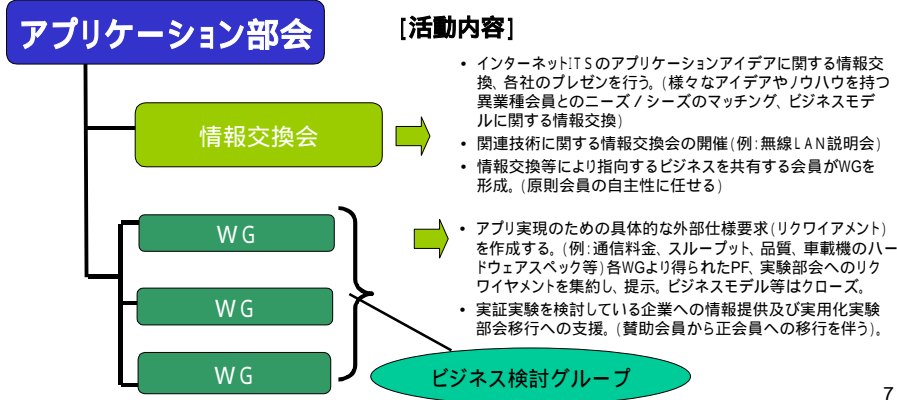 アプリケーション部会
[活動内容]
• インターネットITSのアプリケーションアイデアに関する情報交
換、各社のプレゼンを行う。(様々なアイデアやノウハウを持つ
異業種会員とのニーズ/シーズのマッチング、ビジネスモデ
ルに関する情報交換)
• 関連技術に関する情報交換会の開催(例:無線LAN説明会)
• 情報交換等により指向するビジネスを共有する会員がWGを
形成。(原則会員の自主性に任せる)
情報交換会
• アプリ実現のための具体的な外部仕様要求(リクワイアメント)
を作成する。(例:通信料金、スループット、品質、車載機のハー
ドウェアスペック等)各WGより得られたPF、実験部会へのリク
ワイヤメントを集約し、提示。ビジネスモデル等はクローズ。
• 実証実験を検討している企業への情報提供及び実用化実験
部会移行への支援。(賛助会員から正会員への移行を伴う)。
WG
WG
WG
ビジネス検討グループ
7